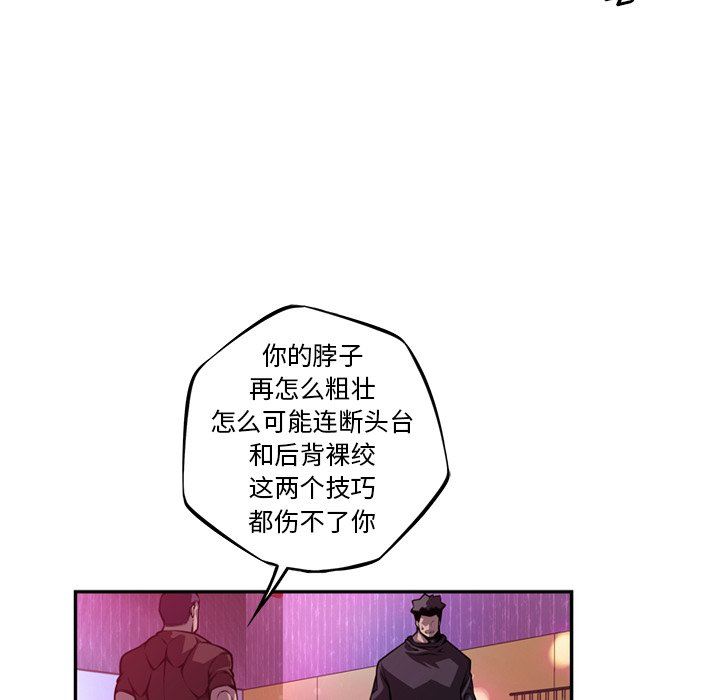 你的脖子
再怎么粗壮
怎么可能连断头台
和后背裸绞
这两个技巧
都伤不了你